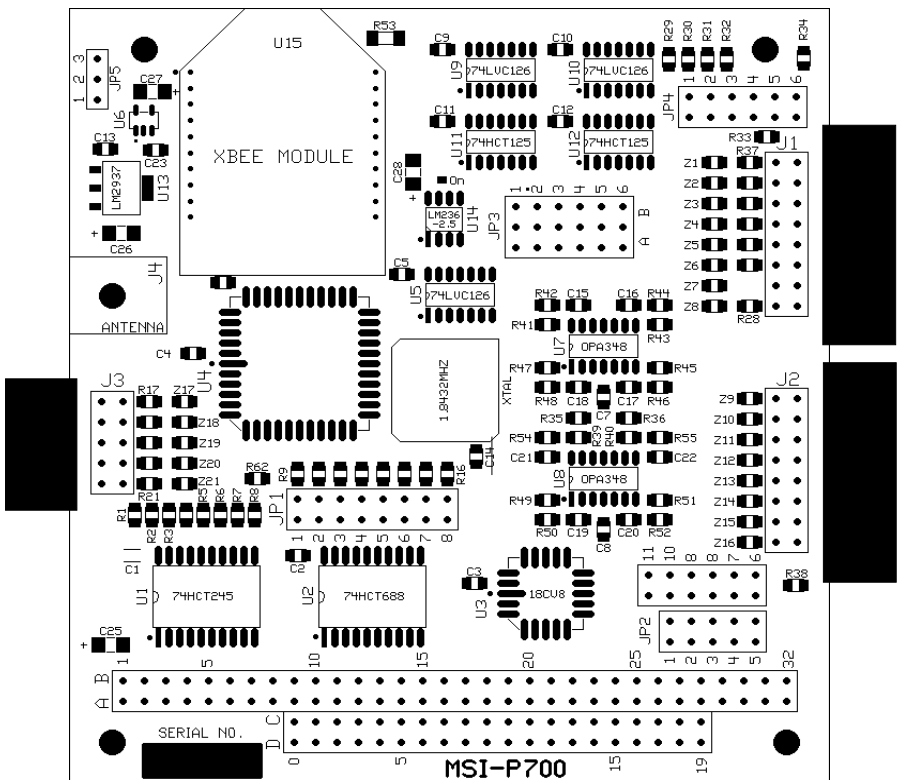 R53
U15
C9
C10
R29
R30
R31
R32
R34
1 2 3
JP5
C27
+
U9
74LVC126
U10
74LVC126
1 2 3 4 5 6
JP4
U6
C11
C12
R33
J1
C13
C23
U11
74HCT125
U12
74HCT125
XBEE MODULE
Z1
R37
LM2937
U13
C28
+
On
Z2
1 2 3 4 5 6
Z3
LM236
-2.5
U14
JP3
B
A
Z4
+
C26
Z5
J4
Z6
C5
U5
74LVC126
Z7
R42
C15
C16
R44
Z8
R28
ANTENNA
R41
R43
U7
OPA348
C4
U4
1.8432MHZ
XTAL
R47
R45
J3
J2
R17
Z17
R48
C18
C7
C17
R46
Z9
Z18
R35
R36
Z10
Z19
R54
R39
R40
R55
Z11
Z20
C14
C21
C22
Z12
R62
R9
R16
U8
OPA348
Z13
R21
Z21
R5
R6
R7
R8
JP1
R49
R51
Z14
R1
R2
R3
R50
C19
C20
R52
Z15
1 2 3 4 5 6 7 8
C8
Z16
C1
C2
11 10 8 8 7 6
C3
R38
U1
74HCT245
U2
74HCT688
U3
18CV8
JP2
C25
+
1 2 3 4 5
1 5 10 15 20 25 32
B
A
C
D
SERIAL NO.
0 5 15 19
MSI-P700